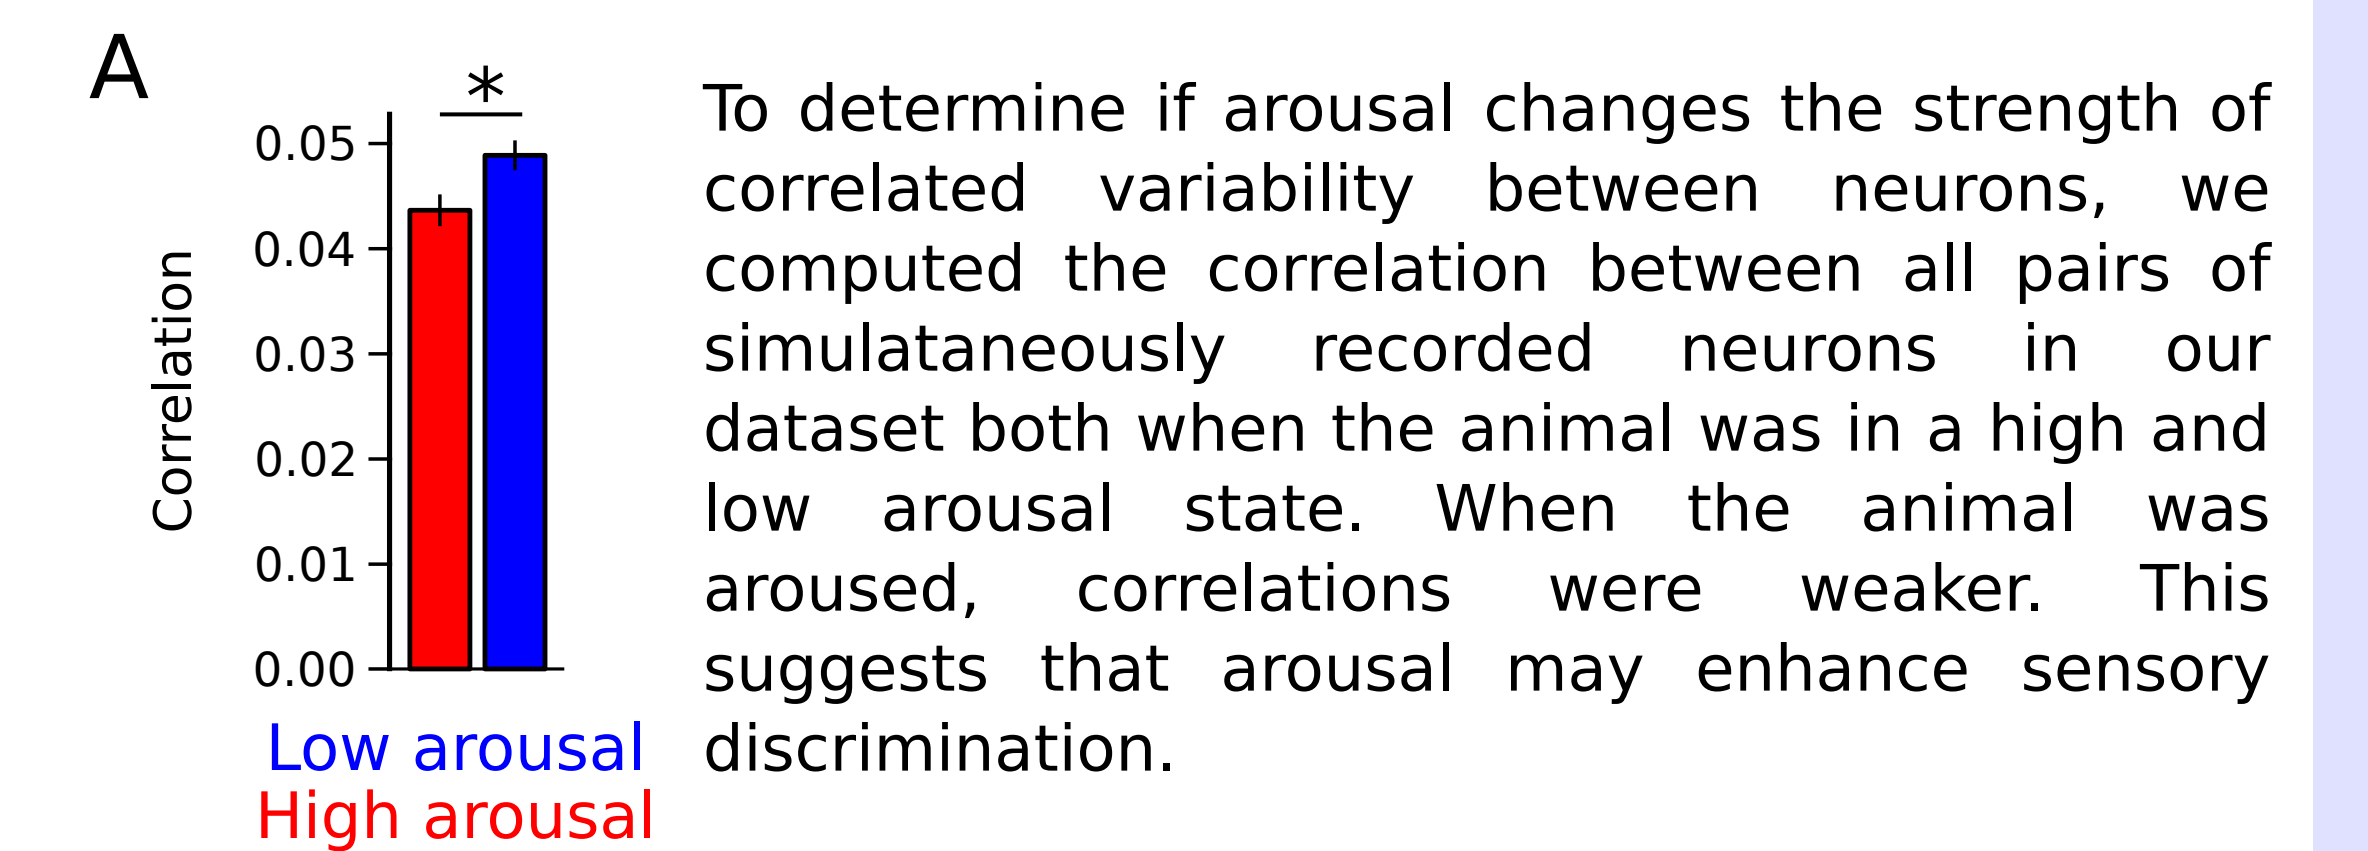 A
*
0.05
0.04
0.03
0.02
0.01
0.00
Correlation
Low arousal
High arousal
To determine if arousal changes the strength of
correlated variability between neurons, we
computed the correlation between all pairs of
simulataneously recorded neurons in our
dataset both when the animal was in a high and
low arousal state. When the animal was
aroused, correlations were weaker. This
suggests that arousal may enhance sensory
discrimination.